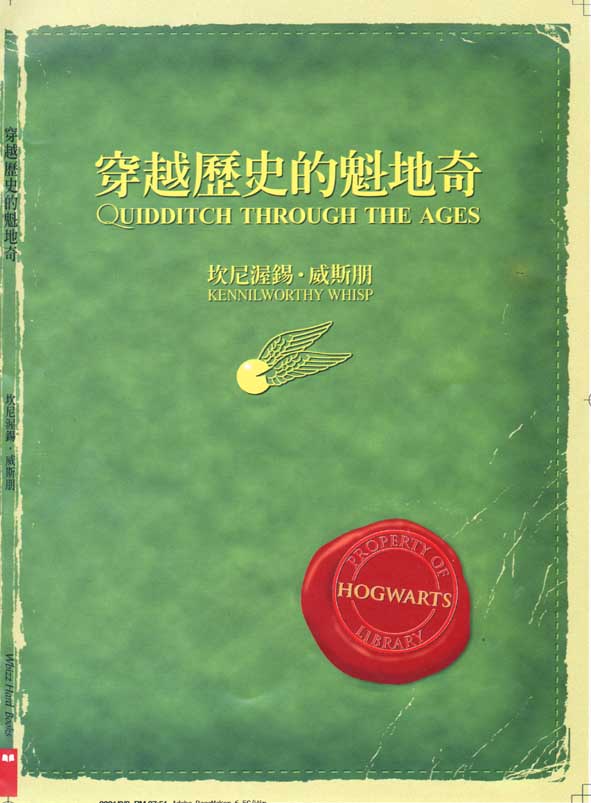 穿越歷史的魁地奇
QUIDDITCH THROUGH THE AGES
坎尼渥錫·威斯朋
KENNILWORTHY WHISP
PROPERTY OF
HOGWARTS
LIBRARY
穿越歷史的魁地奇
坎尼渥錫·威斯朋
Whizz Hard Books